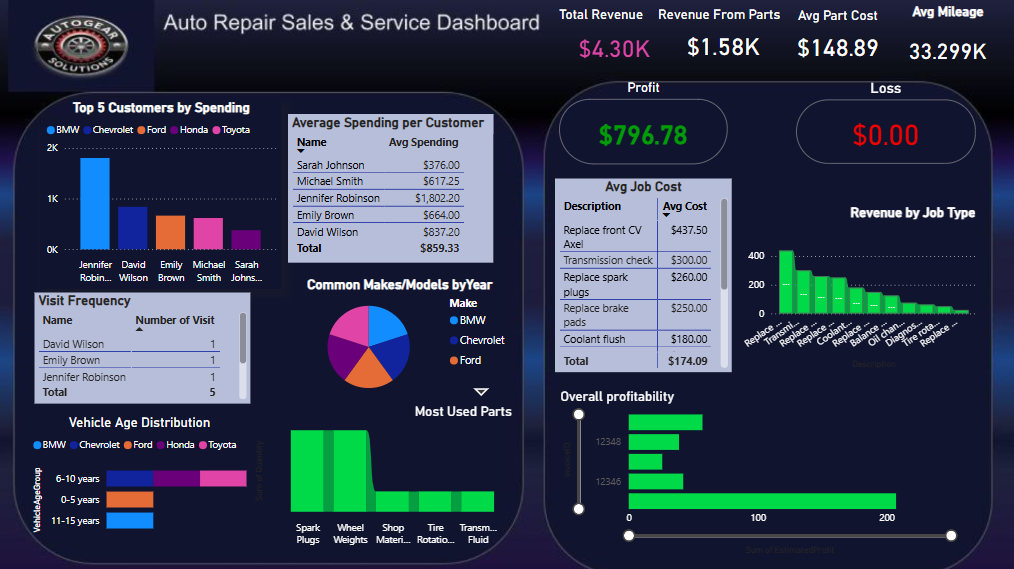 AUTOGEAR
SOLUTIONS
Auto Repair Sales & Service Dashboard
Total Revenue
$4.30K
Revenue From Parts
$1.58K
Avg Part Cost
$148.89
Avg Mileage
33.299K
Top 5 Customers by Spending
BMW Chevrolet Ford Honda Toyota
2K
1K
0K
Jennifer Robin...
David Wilson
Emily Brown
Michael Smith
Sarah Johns...
Average Spending per Customer
Name Avg Spending
Sarah Johnson $376.00
Michael Smith $617.25
Jennifer Robinson $1,802.20
Emily Brown $664.00
David Wilson $837.20
Total $859.33
Visit Frequency
Name Number of Visit
David Wilson 1
Emily Brown 1
Jennifer Robinson 1
Total 5
Common Makes/Models byYear
Make
BMW
Chevrolet
Ford
Vehicle Age Distribution
BMW Chevrolet Ford Honda Toyota
VehicleAgeGroup
6-10 years
0-5 years
11-15 years
Most Used Parts
Sum of Quantity
Spark Plugs
Wheel Weights
Shop Materi...
Tire Rotatio...
Transm... Fluid
Profit
$796.78
Loss
$0.00
Avg Job Cost
Description Avg Cost
Replace front CV Axel $437.50
Transmission check $300.00
Replace spark plugs $260.00
Replace brake pads $250.00
Coolant flush $180.00
Total $174.09
Revenue by Job Type
400
200
0
Replace ...
Transmi...
Replace ...
Replace ...
Coolant...
Replace ...
Balance ...
Oil chan...
Diagnos...
Tire rota...
Replace ...
Description
Overall profitability
12348
12346
0 100 200
Sum of EstimatedProfit